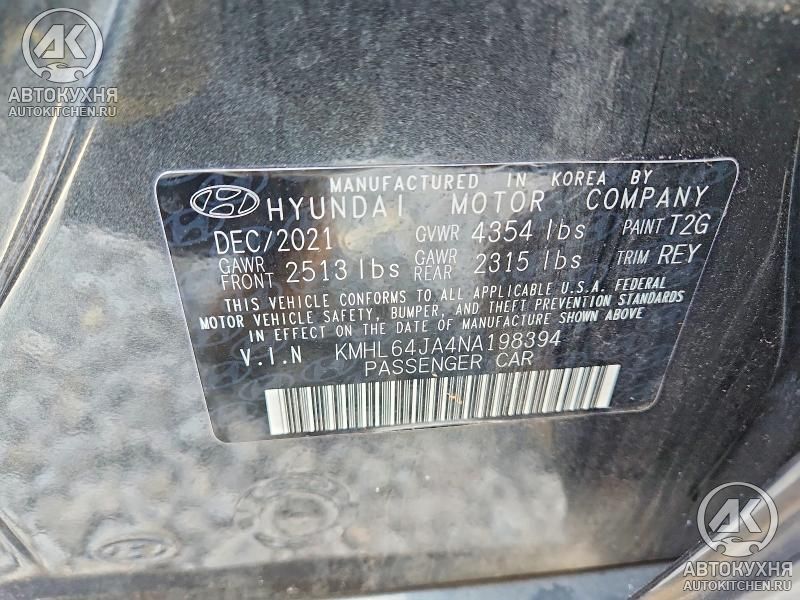 АК
АВТОКУХНЯ
AUTOKITCHEN.RU
MANUFACTURED IN KOREA BY
HYUNDAI MOTOR COMPANY
DEC/2021 GVWR 4354 lbs PAINT T2G
GAWR FRONT 2513 lbs GAWR REAR 2315 lbs TRIM REY
THIS VEHICLE CONFORMS TO ALL APPLICABLE U.S.A. FEDERAL
MOTOR VEHICLE SAFETY, BUMPER, AND THEFT PREVENTION STANDARDS
IN EFFECT ON THE DATE OF MANUFACTURE SHOWN ABOVE
V.I.N KMHL64JA4NA198394
PASSENGER CAR
АК
АВТОКУХНЯ
AUTOKITCHEN.RU